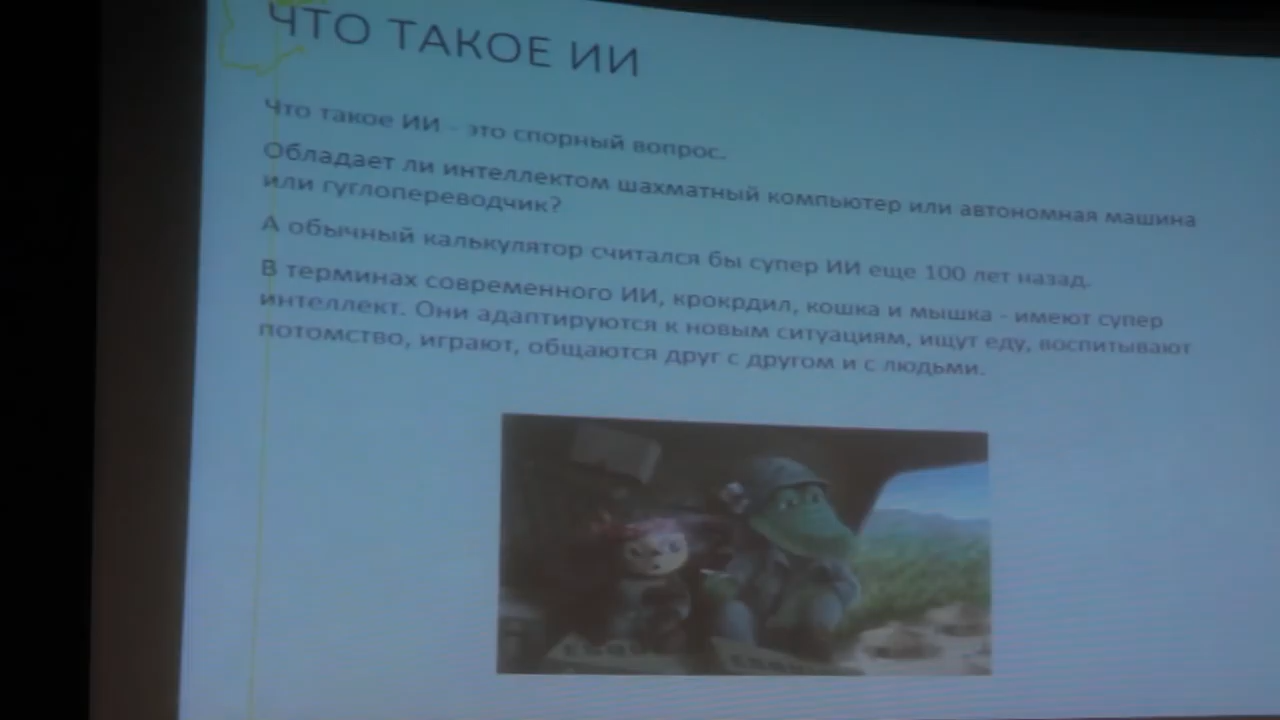 ЧТО ТАКОЕ ИИ
Что такое ИИ - это спорный вопрос.
Обладает ли интеллектом шахматный компьютер или автономная машина
или гуглопереводчик?
А обычный калькулятор считался бы супер ИИ еще 100 лет назад.
В терминах современного ИИ, крокрдил, кошка и мышка - имеют супер
интеллект. Они адаптируются к новым ситуациям, ищут еду, воспитывают
потомство, играют, общаются друг с другом и с людьми.